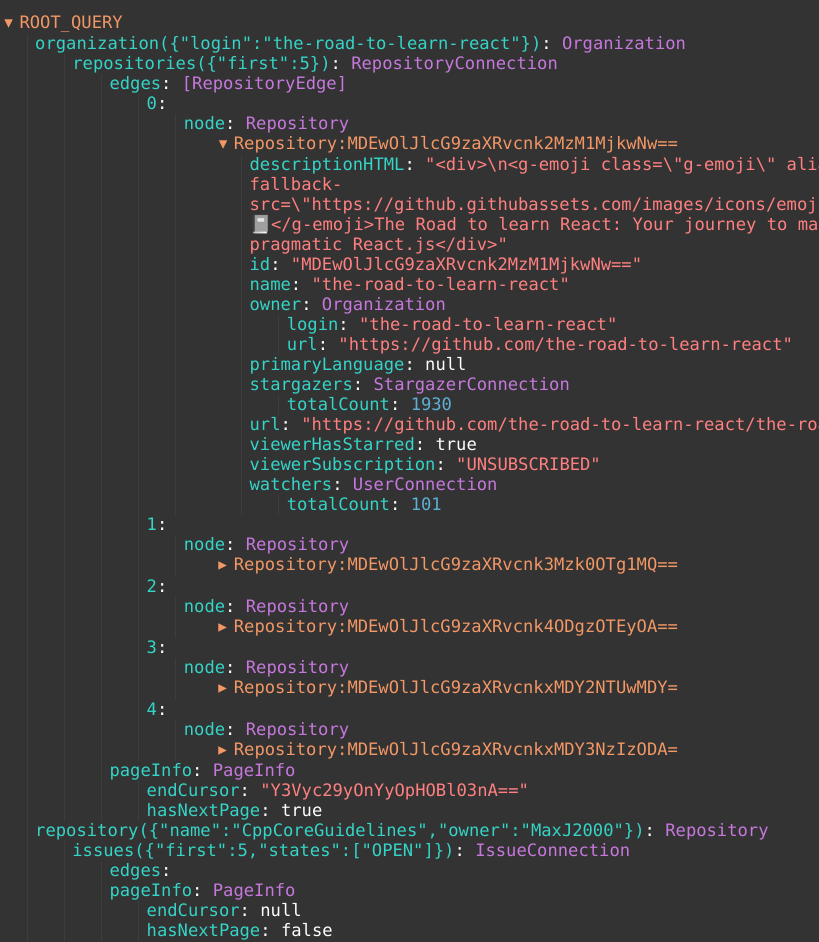 ▼ ROOT_QUERY
organization({"login":"the-road-to-learn-react"}): Organization
repositories({"first":5}): RepositoryConnection
edges: [RepositoryEdge]
0:
node: Repository
▼ Repository:MDEwOlJlcG9zaXRvcnk2MzM1MjkwNw==
descriptionHTML: "<div>\n<g-emoji class=\"g-emoji\" ali
fallback-
src=\"https://github.githubassets.com/images/icons/emoj
📓</g-emoji>The Road to learn React: Your journey to ma
pragmatic React.js</div>"
id: "MDEwOlJlcG9zaXRvcnk2MzM1MjkwNw=="
name: "the-road-to-learn-react"
owner: Organization
login: "the-road-to-learn-react"
url: "https://github.com/the-road-to-learn-react"
primaryLanguage: null
stargazers: StargazerConnection
totalCount: 1930
url: "https://github.com/the-road-to-learn-react/the-ro
viewerHasStarred: true
viewerSubscription: "UNSUBSCRIBED"
watchers: UserConnection
totalCount: 101
1:
node: Repository
▶ Repository:MDEwOlJlcG9zaXRvcnk3Mzk0OTg1MQ==
2:
node: Repository
▶ Repository:MDEwOlJlcG9zaXRvcnk4ODgzOTEyOA==
3:
node: Repository
▶ Repository:MDEwOlJlcG9zaXRvcnkxMDY2NTUwMDY=
4:
node: Repository
▶ Repository:MDEwOlJlcG9zaXRvcnkxMDY3NzIzODA=
pageInfo: PageInfo
endCursor: "Y3Vyc29yOnYyOpHOBl03nA=="
hasNextPage: true
repository({"name":"CppCoreGuidelines","owner":"MaxJ2000"}): Repository
issues({"first":5,"states":["OPEN"]}): IssueConnection
edges:
pageInfo: PageInfo
endCursor: null
hasNextPage: false